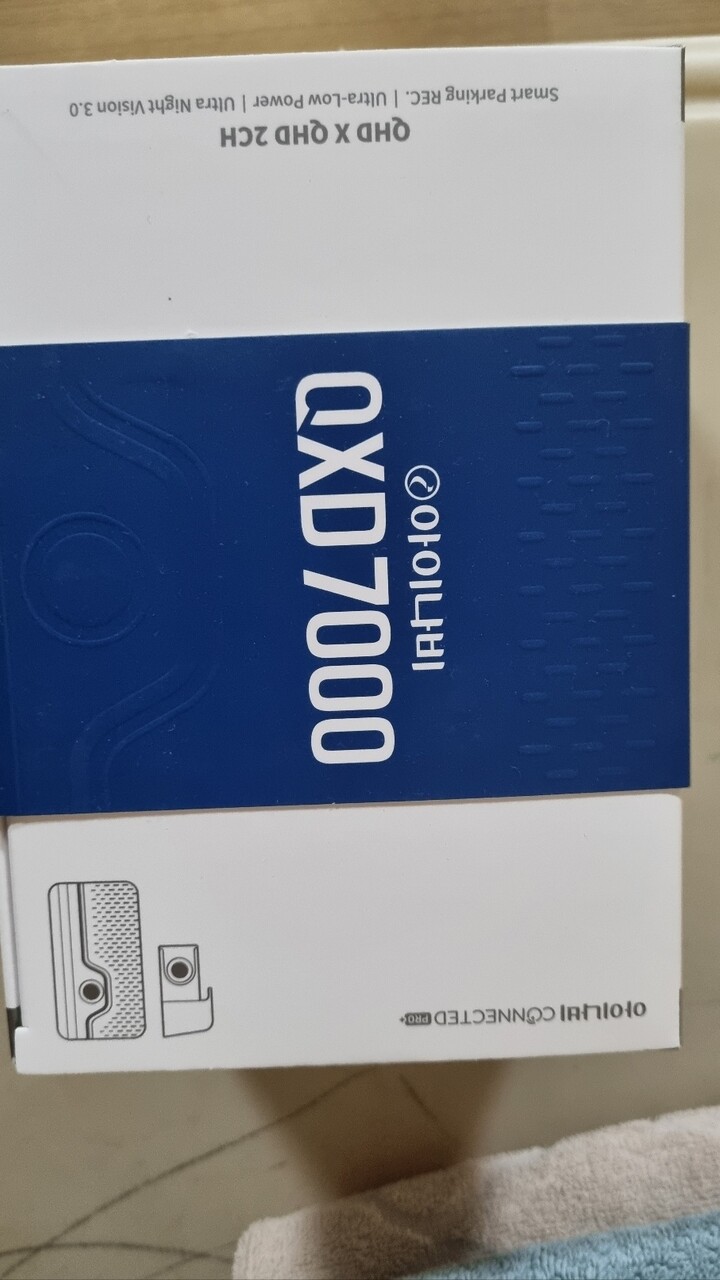 Smart Parking REC. | Ultra-Low Power | Ultra Night Vision 3.0
QHD X QHD 2CH
아이나비
QXD7000
아이나비 CONNECTED PRO+